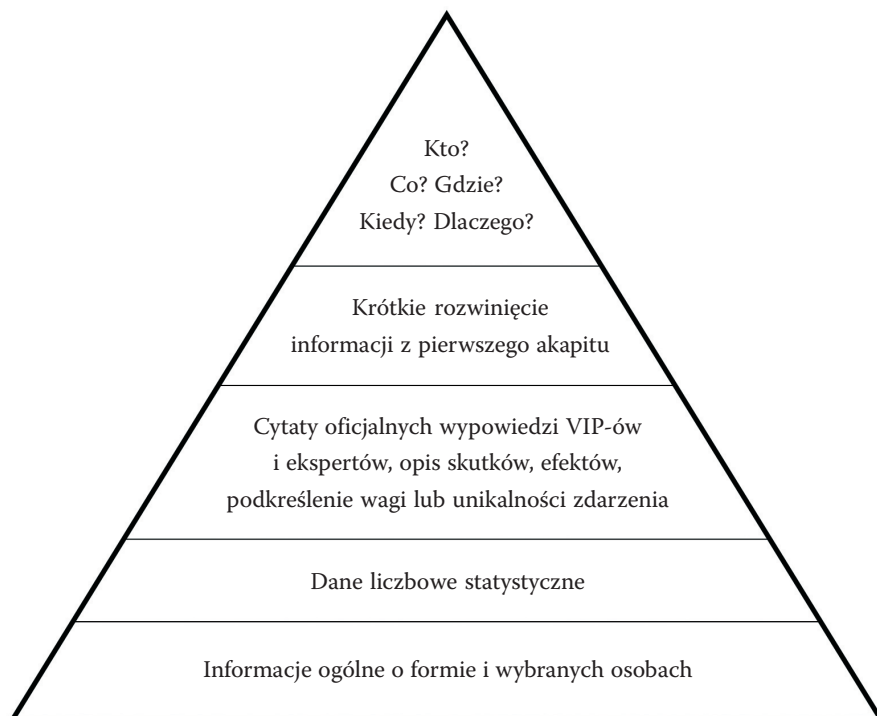 Kto?
Co? Gdzie?
Kiedy? Dlaczego?
Krótkie rozwinięcie
informacji z pierwszego akapitu
Cytaty oficjalnych wypowiedzi VIP-ów
i ekspertów, opis skutków, efektów,
podkreślenie wagi lub unikalności zdarzenia
Dane liczbowe statystyczne
Informacje ogólne o formie i wybranych osobach